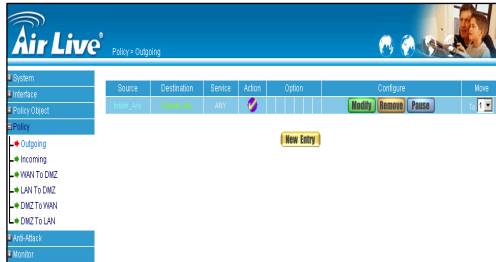 Air Live®
Policy > Outgoing
System
Interface
Policy Object
Policy
Outgoing
Incoming
WAN To DMZ
LAN To DMZ
DMZ To WAN
DMZ To LAN
Anti-Attack
Monitor
Source Destination Service Action Option Configure Move
Inside_Any ANY Modify Remove Pause To 1
New Entry